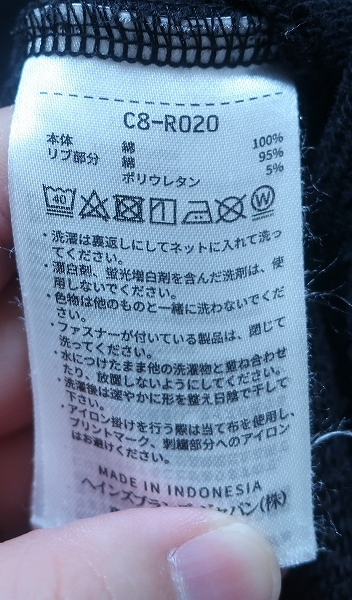 C8-R020
本体 綿 100%
リブ部分 綿 95%
ポリウレタン 5%
40 W
・洗濯は裏返しにしてネットに入れて洗っ
てください。
・漂白剤、蛍光増白剤を含んだ洗剤は、使
用しないでください。
・色物は他のものと一緒に洗わないでくだ
さい。
・ファスナーが付いている製品は、閉じて
洗ってください。
・水につけたまま他の洗濯物と重ね合わせ
たり、放置しないようにしてください。
・洗濯後は速やかに形を整え日陰で干して
下さい。
・アイロン掛けを行う際は当て布を使用し、
プリントマーク、刺繍部分へのアイロン
はお避けください。
MADE IN INDONESIA
ヘインズブランズ ジャパン(株)